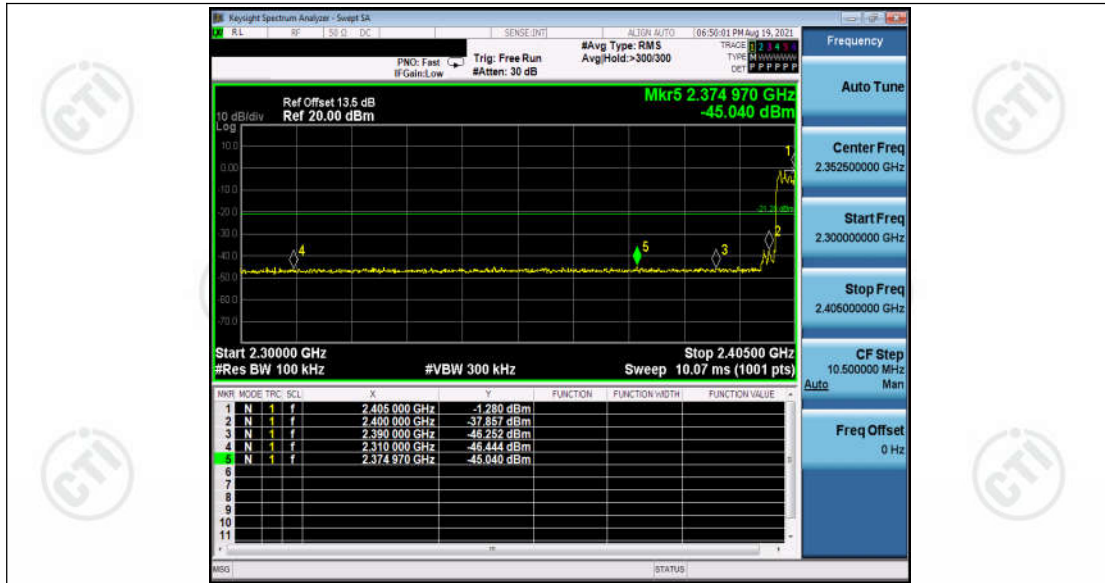 Keysight Spectrum Analyzer - Swept SA
RL RF 50 Ω DC SENSE:INT ALIGN AUTO 06:50:01 PM Aug 19, 2021
PNO: Fast Trig: Free Run #Avg Type: RMS TRACE 1 2 3 4 5 6
IFGain:Low #Atten: 30 dB Avg|Hold:>300/300 TYPE M WWWWW
DET P P P P P P
Frequency
Auto Tune
Center Freq
2.352500000 GHz
Start Freq
2.300000000 GHz
Stop Freq
2.405000000 GHz
CF Step
10.500000 MHz
Auto Man
Freq Offset
0 Hz
Ref Offset 13.5 dB Mkr5 2.374 970 GHz
10 dB/div Ref 20.00 dBm -45.040 dBm
Log
10.0
0.00
-10.0
-20.0
-30.0
-40.0
-50.0
-60.0
-70.0
1
2
3
4
5
Start 2.30000 GHz Stop 2.40500 GHz
#Res BW 100 kHz #VBW 300 kHz Sweep 10.07 ms (1001 pts)
MKR MODE TRC SCL X Y FUNCTION FUNCTION WIDTH FUNCTION VALUE
1 N 1 f 2.405 000 GHz -1.280 dBm
2 N 1 f 2.400 000 GHz -37.857 dBm
3 N 1 f 2.390 000 GHz -46.252 dBm
4 N 1 f 2.310 000 GHz -46.444 dBm
5 N 1 f 2.374 970 GHz -45.040 dBm
6
7
8
9
10
11
MSG STATUS
CTI
CTI
CTI
CTI